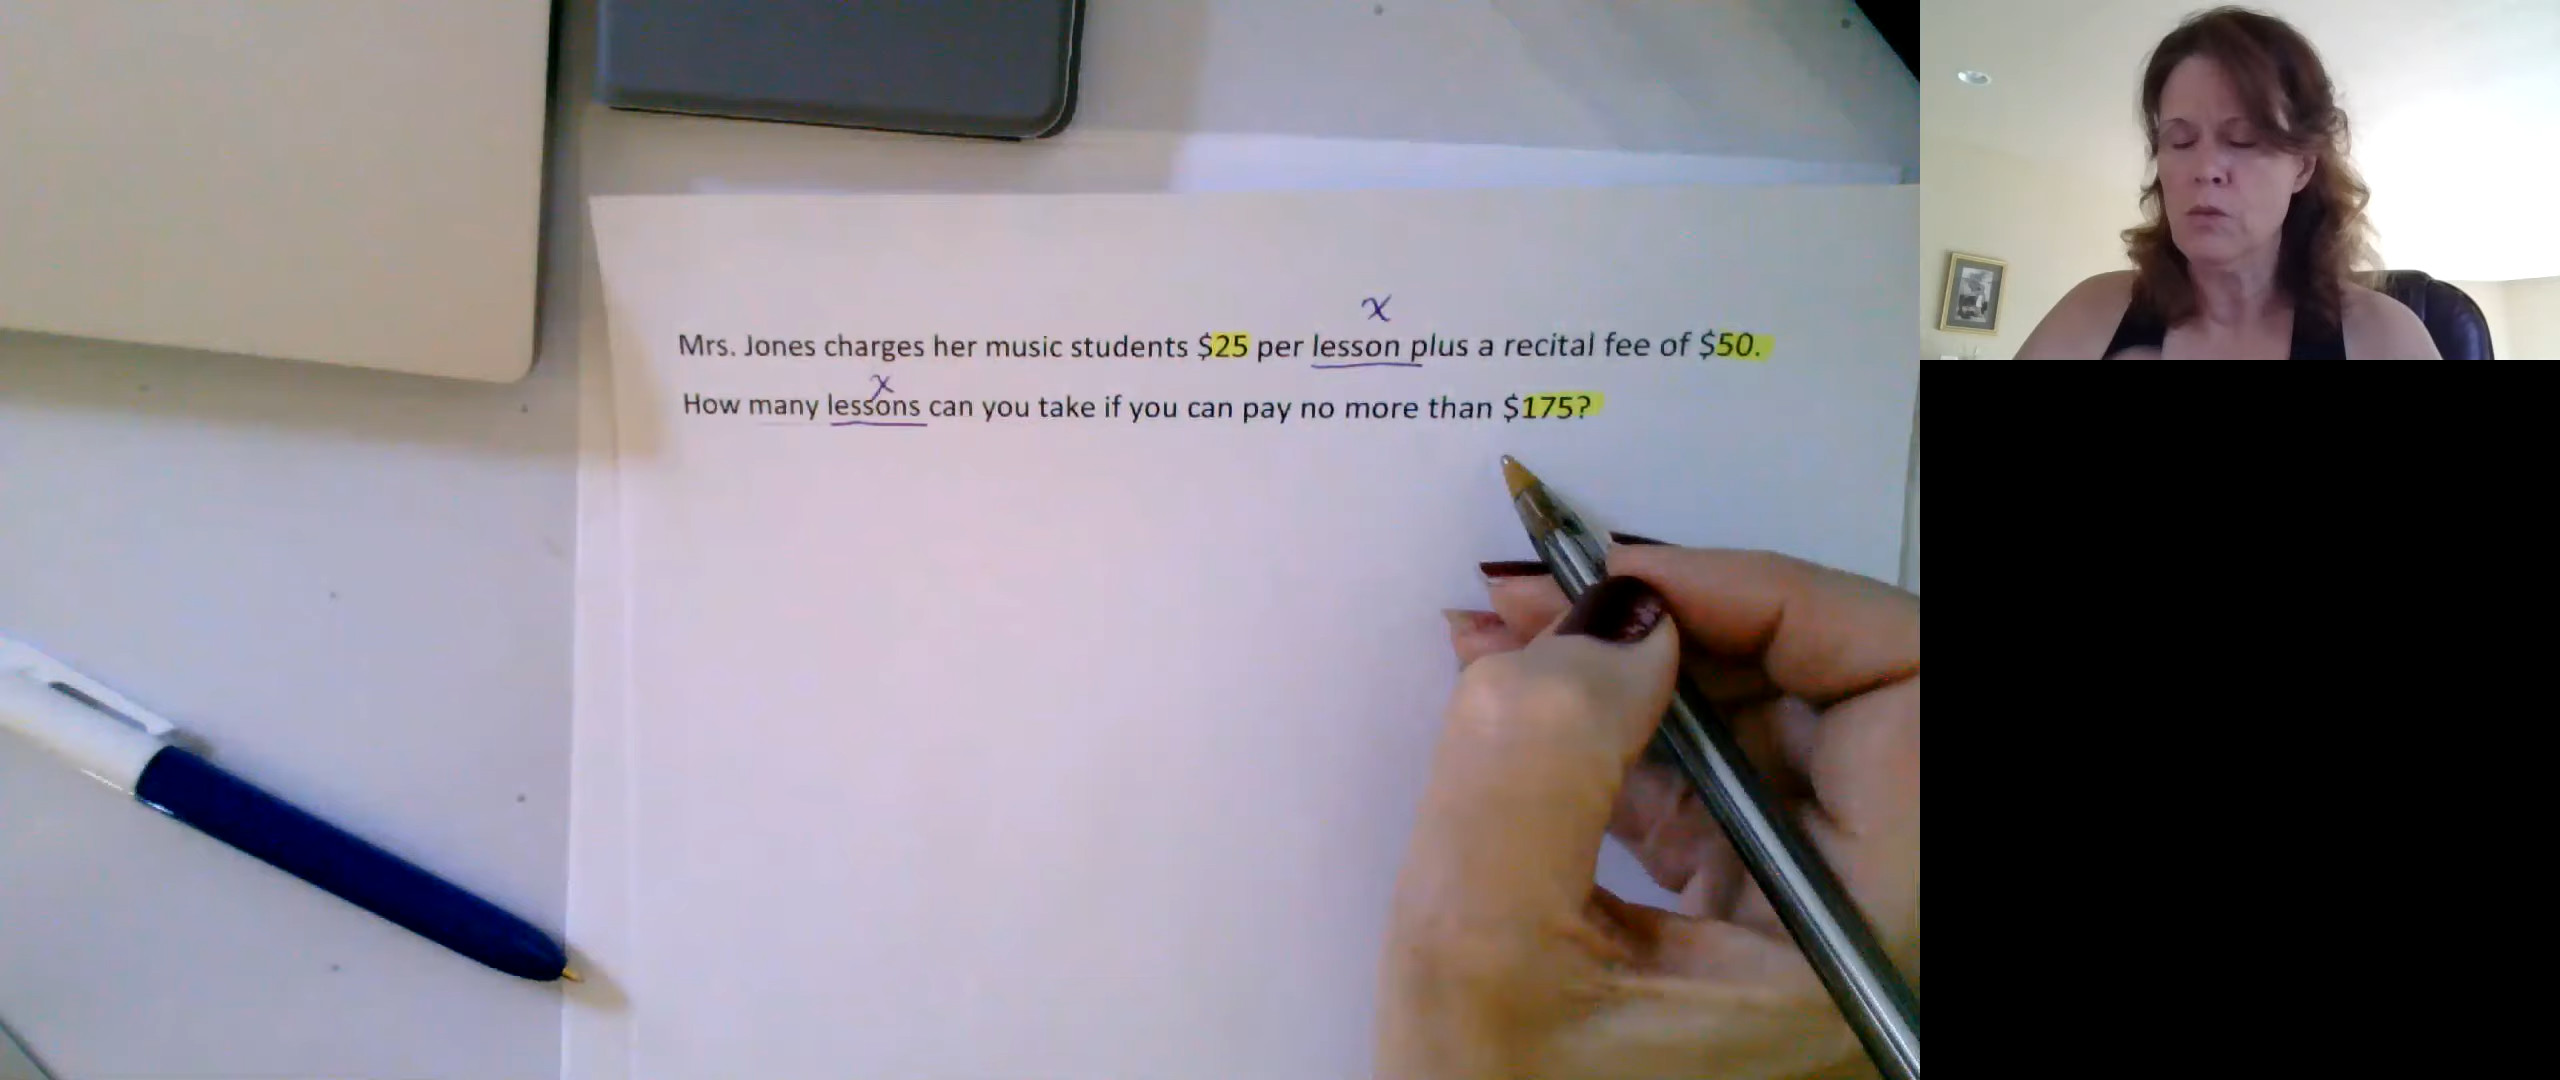 x
Mrs. Jones charges her music students $25 per lesson plus a recital fee of $50.
x
How many lessons can you take if you can pay no more than $175?